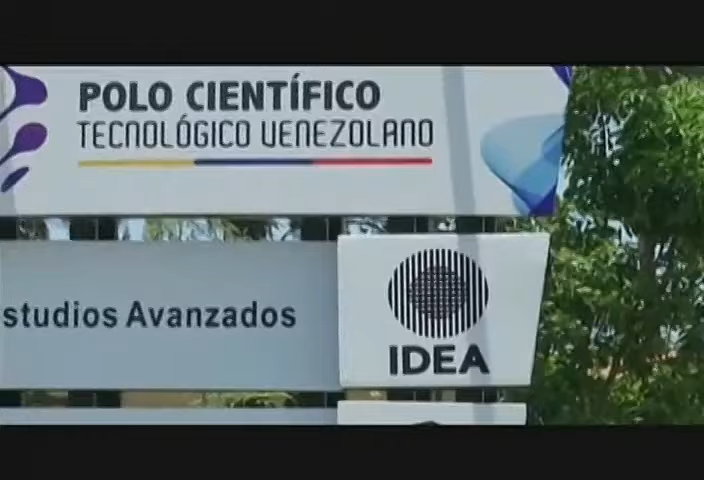 POLO CIENTÍFICO
TECNOLÓGICO VENEZOLANO
studios Avanzados
IDEA